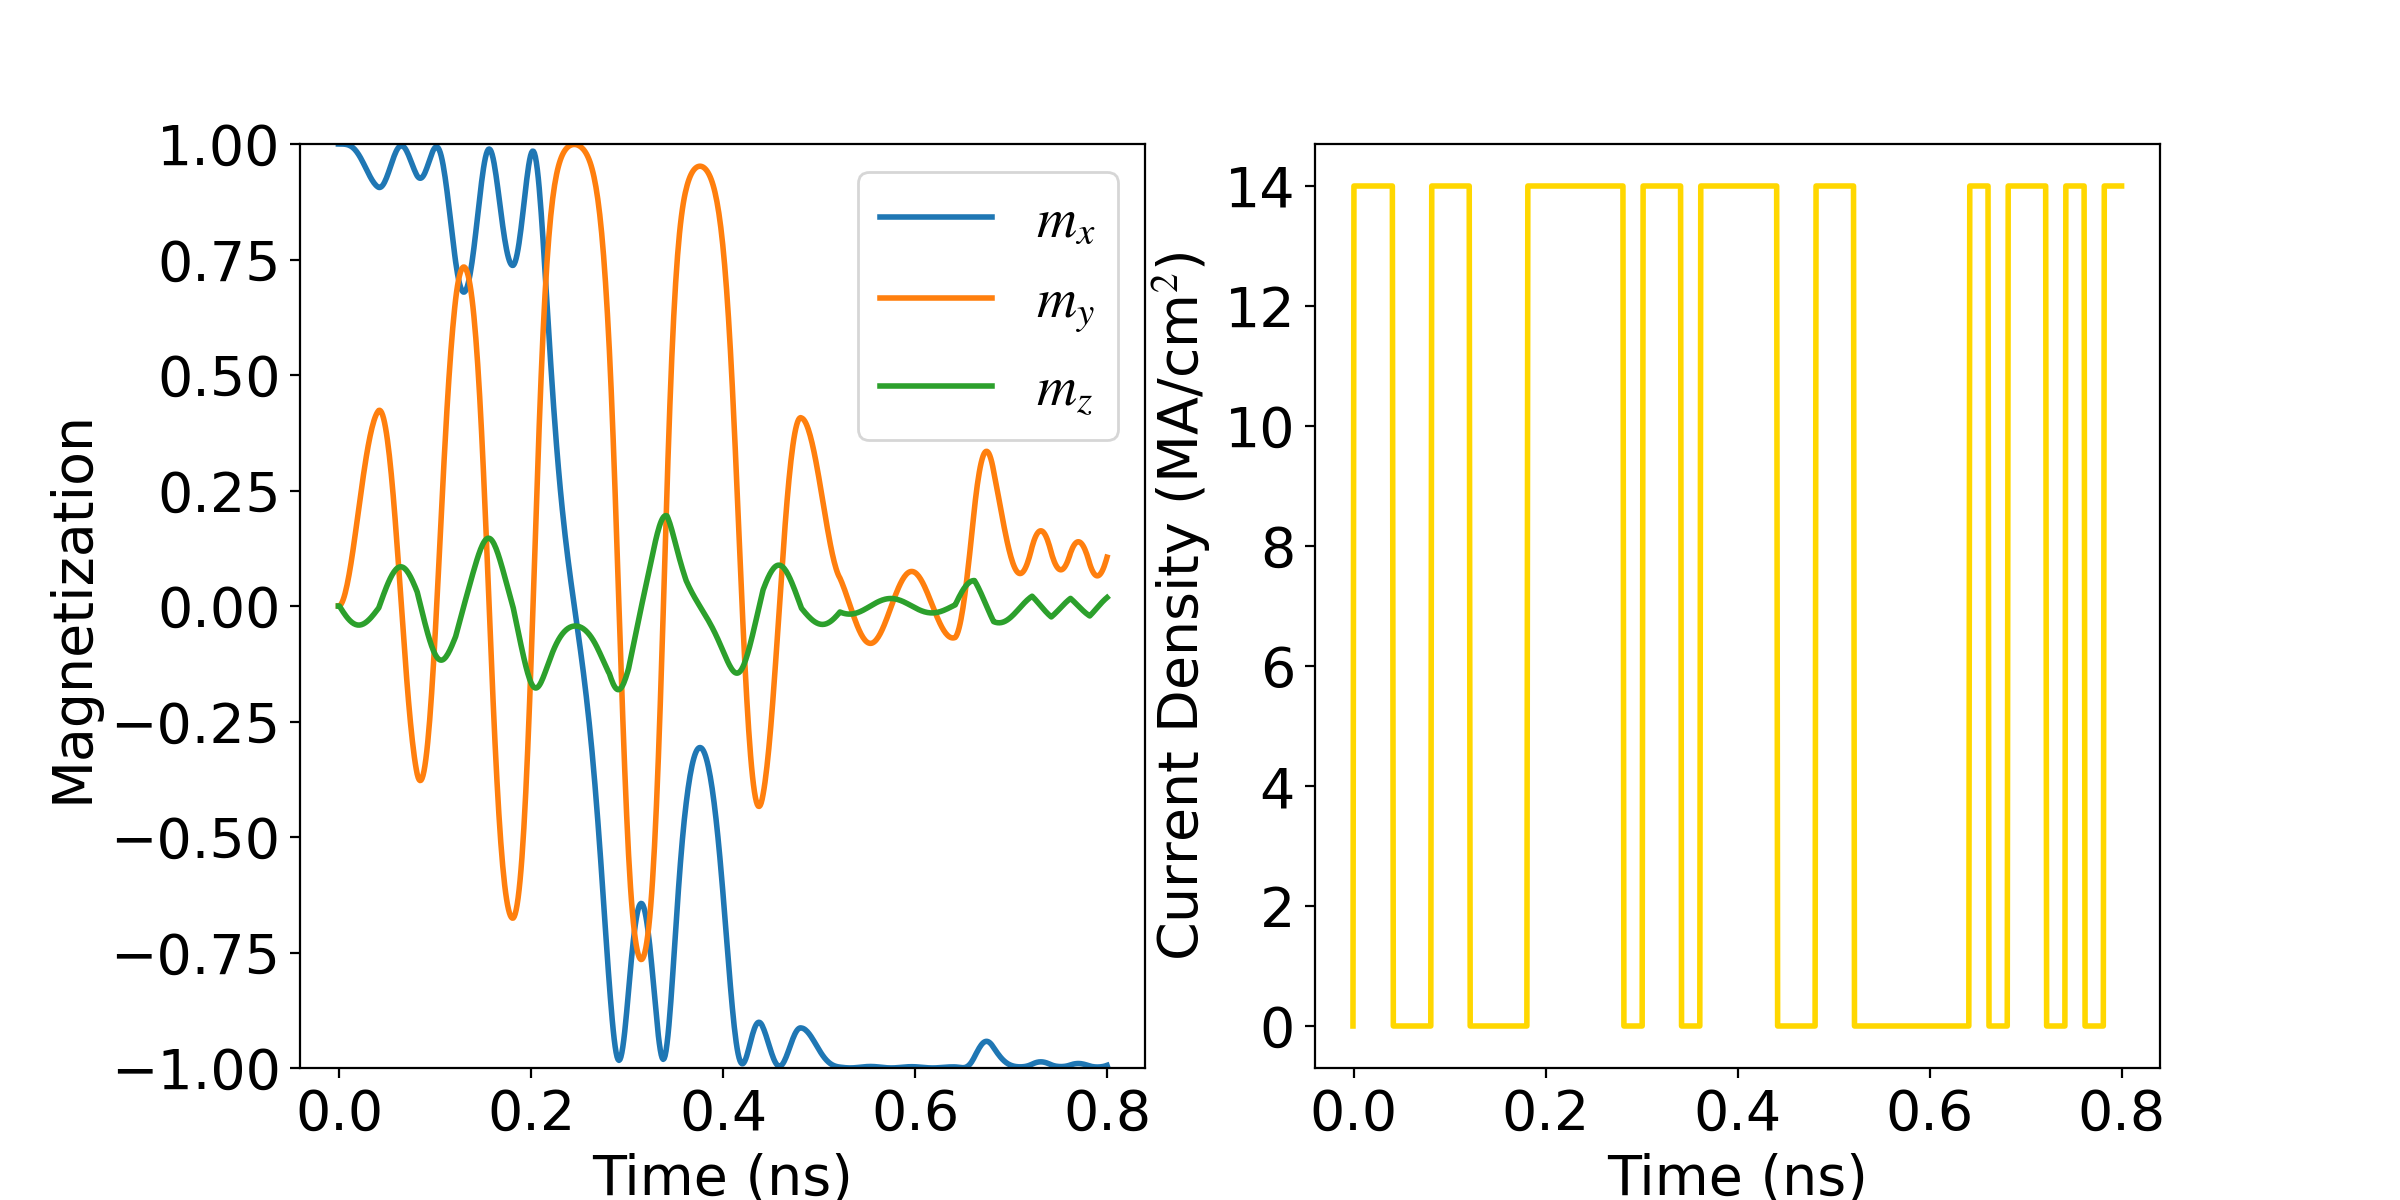 1.00
0.75
0.50
0.25
0.00
−0.25
−0.50
−0.75
−1.00
Magnetization
0.0 0.2 0.4 0.6 0.8
Time (ns)
m_x
m_y
m_z
14
12
10
8
6
4
2
0
Current Density (MA/cm²)
0.0 0.2 0.4 0.6 0.8
Time (ns)